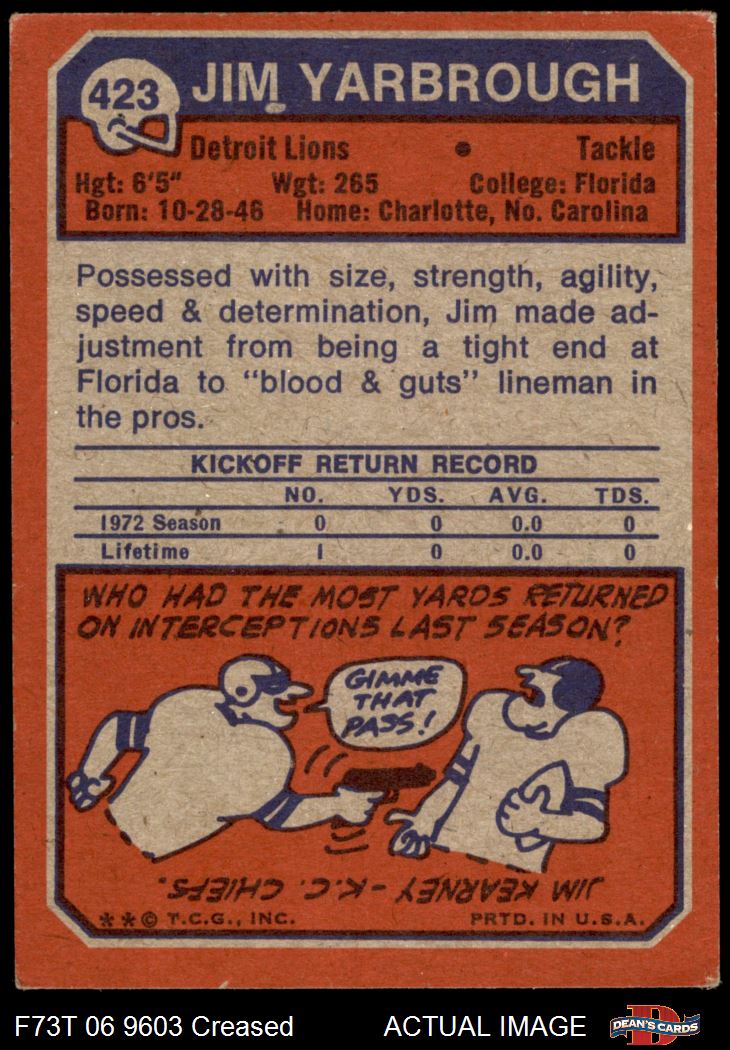 423 JIM YARBROUGH
Detroit Lions • Tackle
Hgt: 6'5" Wgt: 265 College: Florida
Born: 10-28-46 Home: Charlotte, No. Carolina
Possessed with size, strength, agility,
speed & determination, Jim made ad-
justment from being a tight end at
Florida to "blood & guts" lineman in
the pros.
KICKOFF RETURN RECORD
NO. YDS. AVG. TDS.
1972 Season 0 0 0.0 0
Lifetime 1 0 0.0 0
WHO HAD THE MOST YARDS RETURNED
ON INTERCEPTIONS LAST SEASON?
GIMME
THAT
PASS!
JIM KEARNEY - K.C. CHIEFS.
**© T.C.G., INC. PRTD. IN U.S.A.
F73T 06 9603 Creased ACTUAL IMAGE
D
DEAN'S CARDS